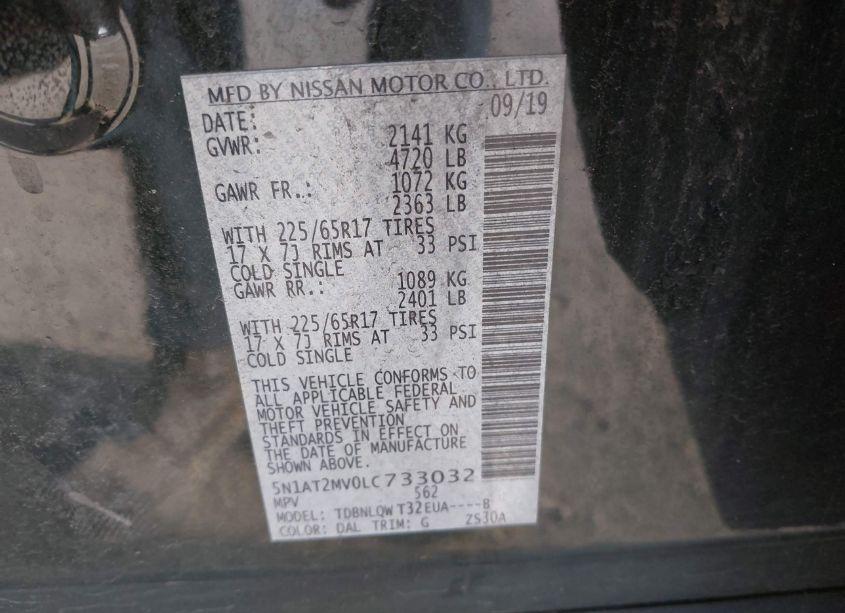 MFD BY NISSAN MOTOR CO., LTD.
DATE: 09/19
GVWR: 2141 KG
4720 LB
GAWR FR.: 1072 KG
2363 LB
WITH 225/65R17 TIRES
17 X 7J RIMS AT 33 PSI
COLD SINGLE
GAWR RR.: 1089 KG
2401 LB
WITH 225/65R17 TIRES
17 X 7J RIMS AT 33 PSI
COLD SINGLE
THIS VEHICLE CONFORMS TO
ALL APPLICABLE FEDERAL
MOTOR VEHICLE SAFETY AND
THEFT PREVENTION
STANDARDS IN EFFECT ON
THE DATE OF MANUFACTURE
SHOWN ABOVE.
5N1AT2MV0LC733032
MPV 562
MODEL: TDBNLQW T32EUA----B
COLOR: DAL TRIM: G ZS30A